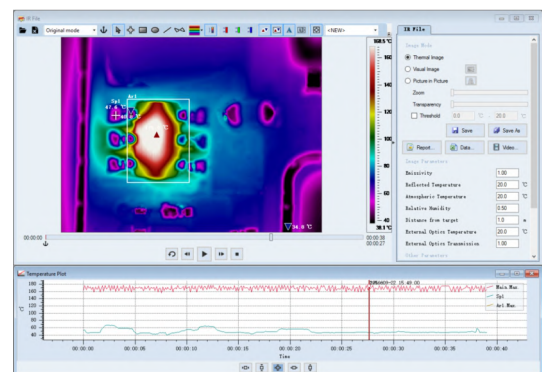 IR File
Original mode
<NEW>
IR File
Image Mode
Thermal Image
Visual Image
Picture in Picture
Zoom
Transparency
Threshold 0.0 °C 20.0 °C
Save Save As
Report... Data... Video...
Image Parameters
Emissivity 1.00
Reflected Temperature 20.0 °C
Atmospheric Temperature 20.0 °C
Relative Humidity 0.50
Distance from target 1.0 m
External Optics Temperature 20.0 °C
External Optics Transmission 1.00
Other Parameters
160
140
120
100
80
60
40
38.1 °C
Ar1
Sp1
34.0 °C
00:00:00
00:00:38
00:00:27
Temperature Plot
180
160
140
120
100
80
60
40
°C
Main Max
Sp1
Ar1 Max
00:00:00 00:00:05 00:00:10 00:00:15 00:00:20 00:00:25 00:00:30 00:00:35 00:00:40
Time